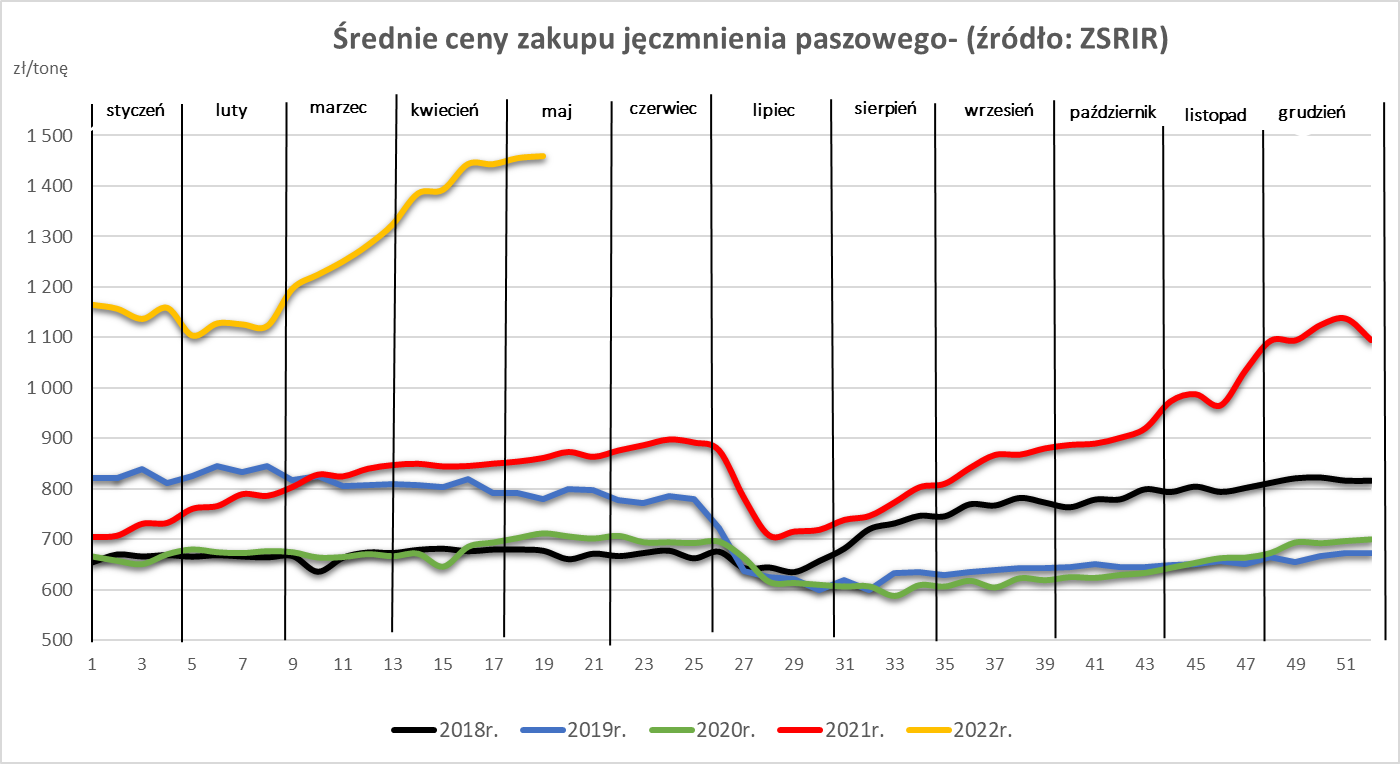 Średnie ceny zakupu jęczmnienia paszowego- (źródło: ZSRIR)
zł/tonę
styczeń luty marzec kwiecień maj czerwiec lipiec sierpień wrzesień październik listopad grudzień
1 500
1 400
1 300
1 200
1 100
1 000
900
800
700
600
500
1 3 5 7 9 11 13 15 17 19 21 23 25 27 29 31 33 35 37 39 41 43 45 47 49 51
2018r. 2019r. 2020r. 2021r. 2022r.